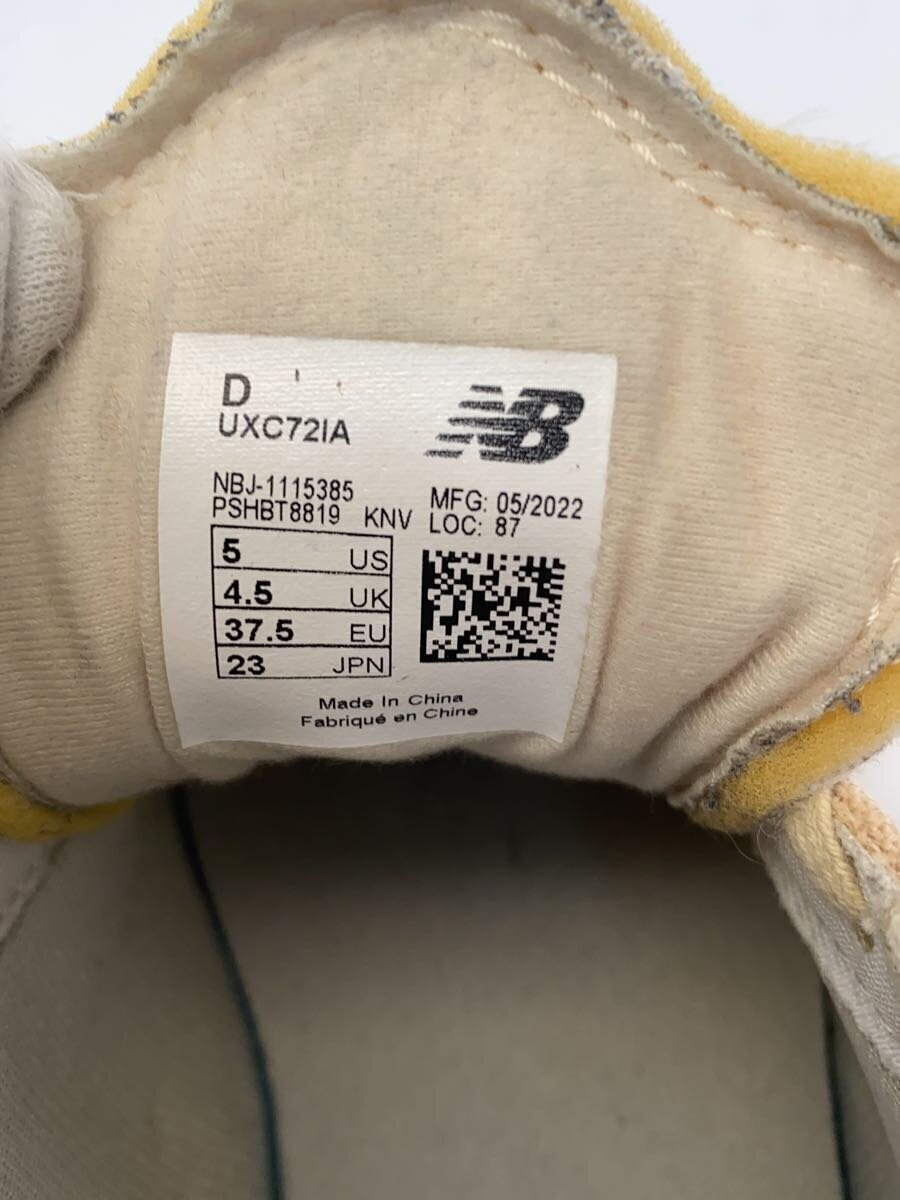 D
UXC72IA
NB
NBJ-1115385
PSHBT8819 KNV
MFG: 05/2022
LOC: 87
5 US
4.5 UK
37.5 EU
23 JPN
Made In China
Fabriqué en Chine